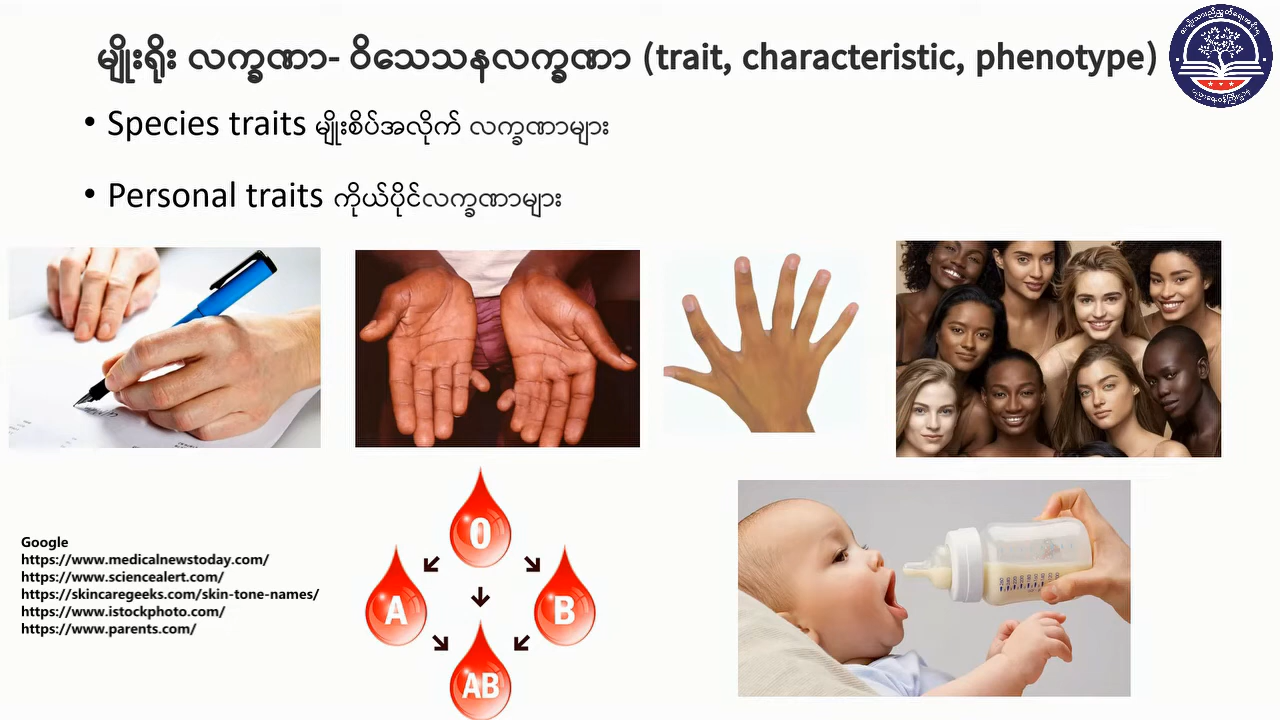 မျိုးရိုး လက္ခဏာ- ဝိသေသနလက္ခဏာ (trait, characteristic, phenotype)
• Species traits မျိုးစိပ်အလိုက် လက္ခဏာများ
• Personal traits ကိုယ်ပိုင်လက္ခဏာများ
O
A
B
AB
Google
https://www.medicalnewstoday.com/
https://www.sciencealert.com/
https://skincaregeeks.com/skin-tone-names/
https://www.istockphoto.com/
https://www.parents.com/